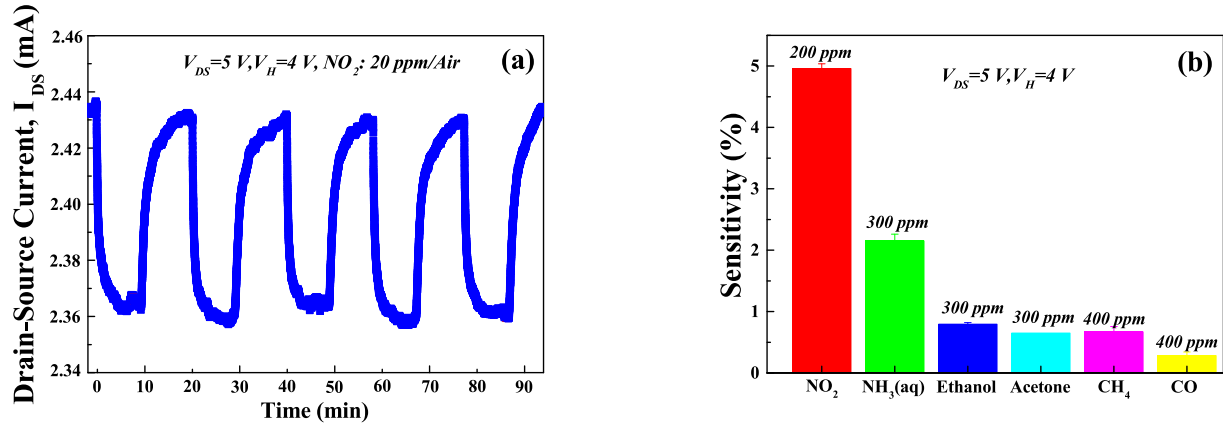 Drain-Source Current, I_DS (mA)
2.46
2.44
2.42
2.40
2.38
2.36
2.34
V_DS=5 V,V_H=4 V, NO_2: 20 ppm/Air
(a)
0 10 20 30 40 50 60 70 80 90
Time (min)
Sensitivity (%)
5
4
3
2
1
0
200 ppm
V_DS=5 V,V_H=4 V
(b)
300 ppm
300 ppm
300 ppm
400 ppm
400 ppm
NO_2 NH_3(aq) Ethanol Acetone CH_4 CO